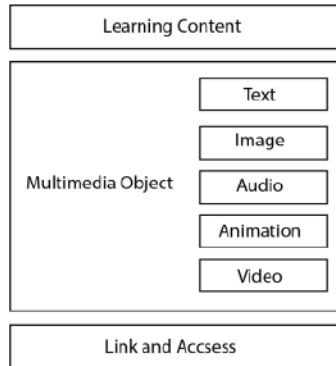 Learning Content
Text
Image
Multimedia Object
Audio
Animation
Video
Link and Accsess